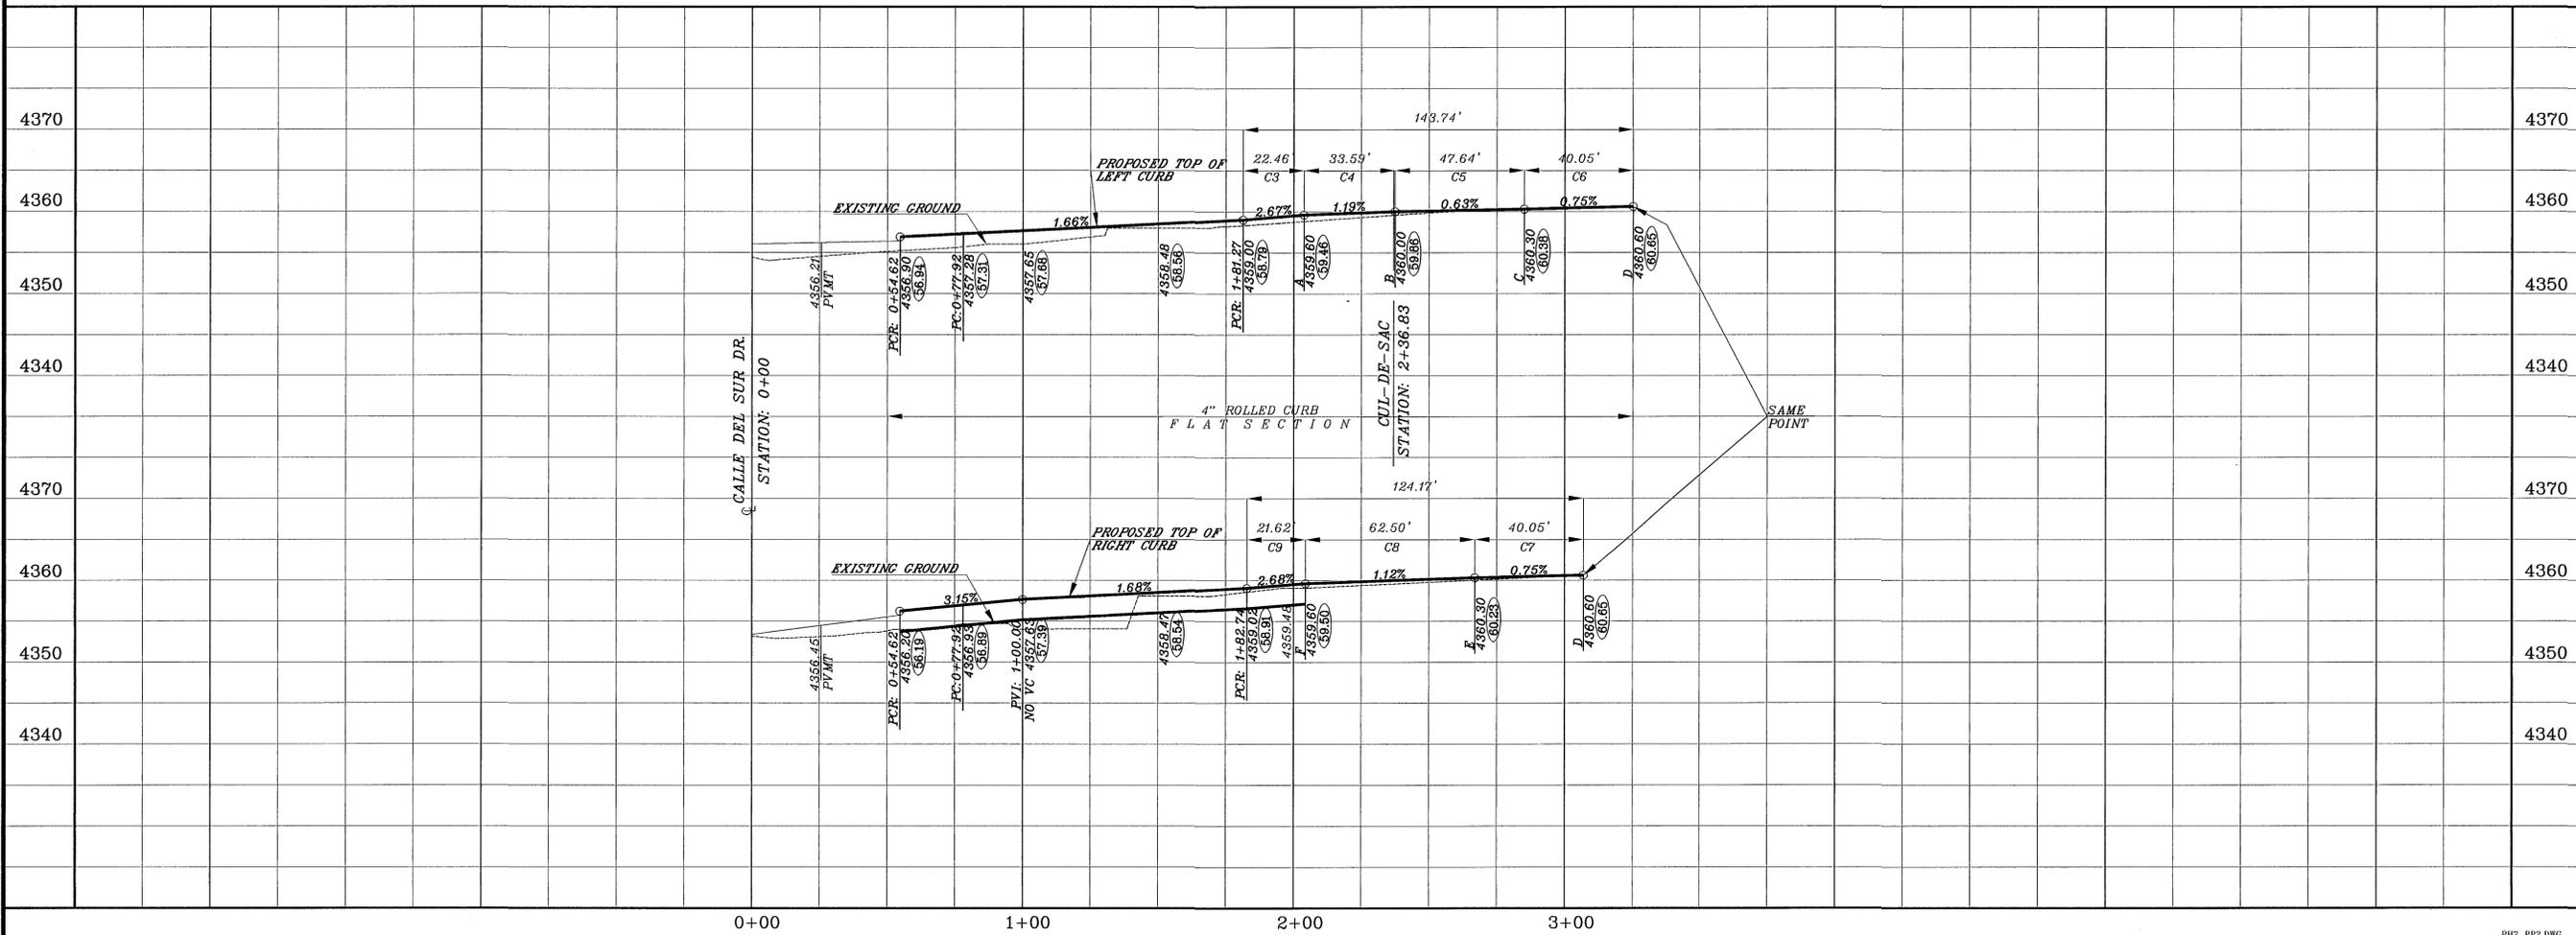 4370
4370
143.74'
PROPOSED TOP OF
LEFT CURB
22.46'
33.59'
47.64'
40.05'
C3
C4
C5
C6
4360
4360
EXISTING GROUND
1.66%
2.67%
1.19%
0.63%
0.75%
4356.21
PVMT
PCR: 0+54.62
4356.90
56.94
PC:0+77.92
4357.28
57.31
4357.65
57.68
4358.48
58.56
PCR: 1+81.27
4359.00
58.79
A
4359.60
59.46
B
4360.00
59.86
C
4360.30
60.38
D
4360.60
60.65
4350
4350
4340
4340
CALLE DEL SUR DR.
STATION: 0+00
CUL-DE-SAC
STATION: 2+36.83
4" ROLLED CURB
FLAT SECTION
SAME
POINT
4370
4370
124.17'
PROPOSED TOP OF
RIGHT CURB
21.62'
62.50'
40.05'
C9
C8
C7
4360
4360
EXISTING GROUND
3.15%
1.68%
2.68%
1.12%
0.75%
4356.45
PVMT
PCR: 0+54.62
4356.20
56.19
PC:0+77.92
4356.93
56.89
PVI: 1+00.00
NO VC 4357.63
57.39
4358.47
58.54
PCR: 1+82.74
4359.02
58.91
4359.48
F
4359.60
59.50
E
4360.30
60.23
D
4360.60
60.65
4350
4350
4340
4340
0+00
1+00
2+00
3+00
PH7_PP2.DWG